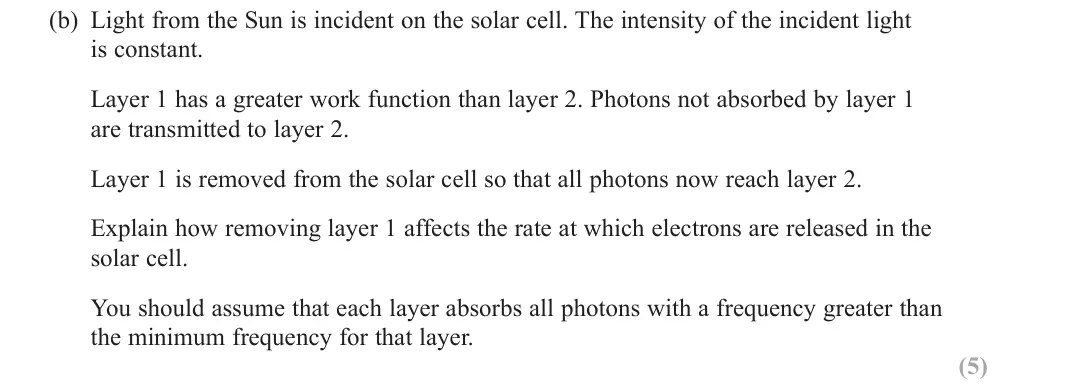 (b) Light from the Sun is incident on the solar cell. The intensity of the incident light
is constant.
Layer 1 has a greater work function than layer 2. Photons not absorbed by layer 1
are transmitted to layer 2.
Layer 1 is removed from the solar cell so that all photons now reach layer 2.
Explain how removing layer 1 affects the rate at which electrons are released in the
solar cell.
You should assume that each layer absorbs all photons with a frequency greater than
the minimum frequency for that layer.
(5)